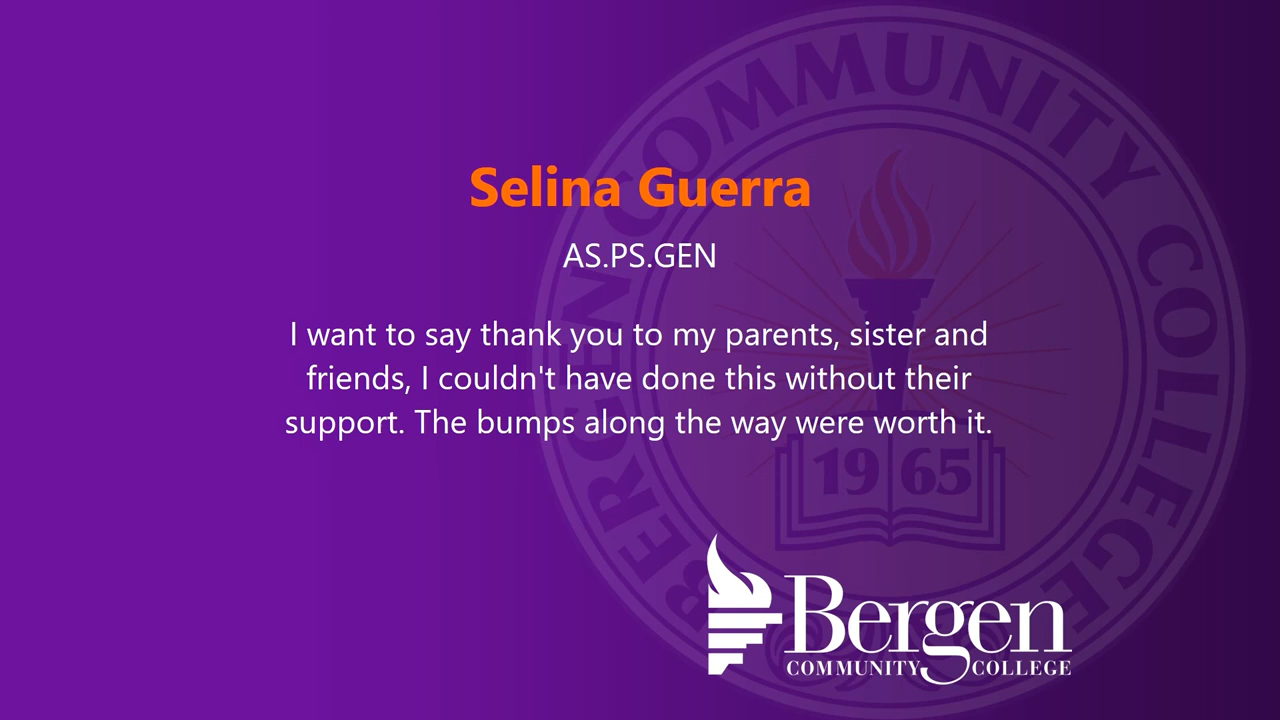 Selina Guerra
AS.PS.GEN
I want to say thank you to my parents, sister and
friends, I couldn't have done this without their
support. The bumps along the way were worth it.
BERGEN COMMUNITY COLLEGE
1965
Bergen
COMMUNITY COLLEGE